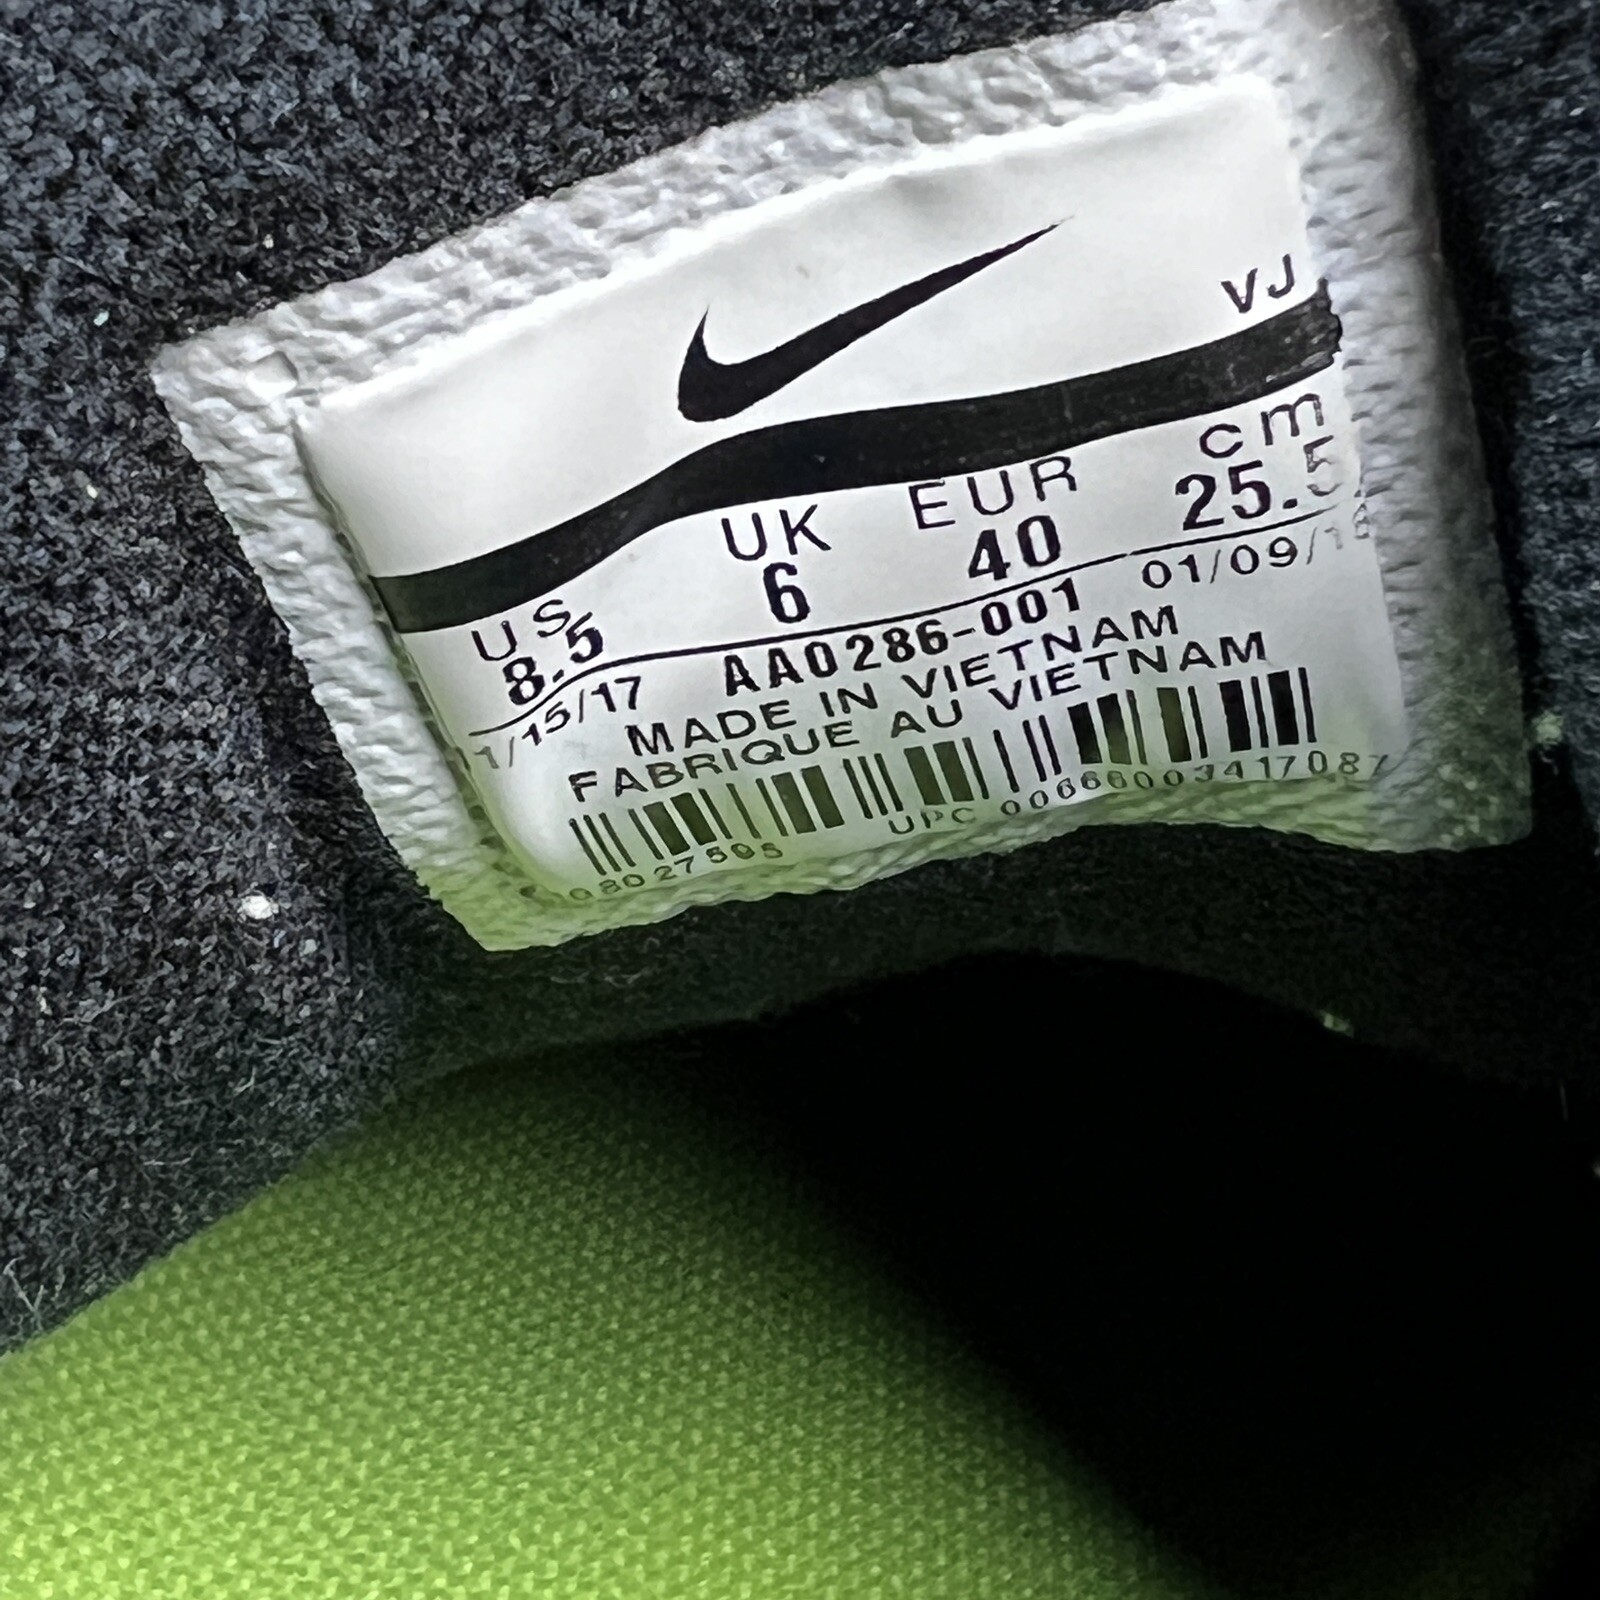 VJ
US UK EUR cm
8.5 6 40 25.5
1/15/17 AA0286-001 01/09/18
MADE IN VIETNAM
FABRIQUE AU VIETNAM
UPC 00666003417087